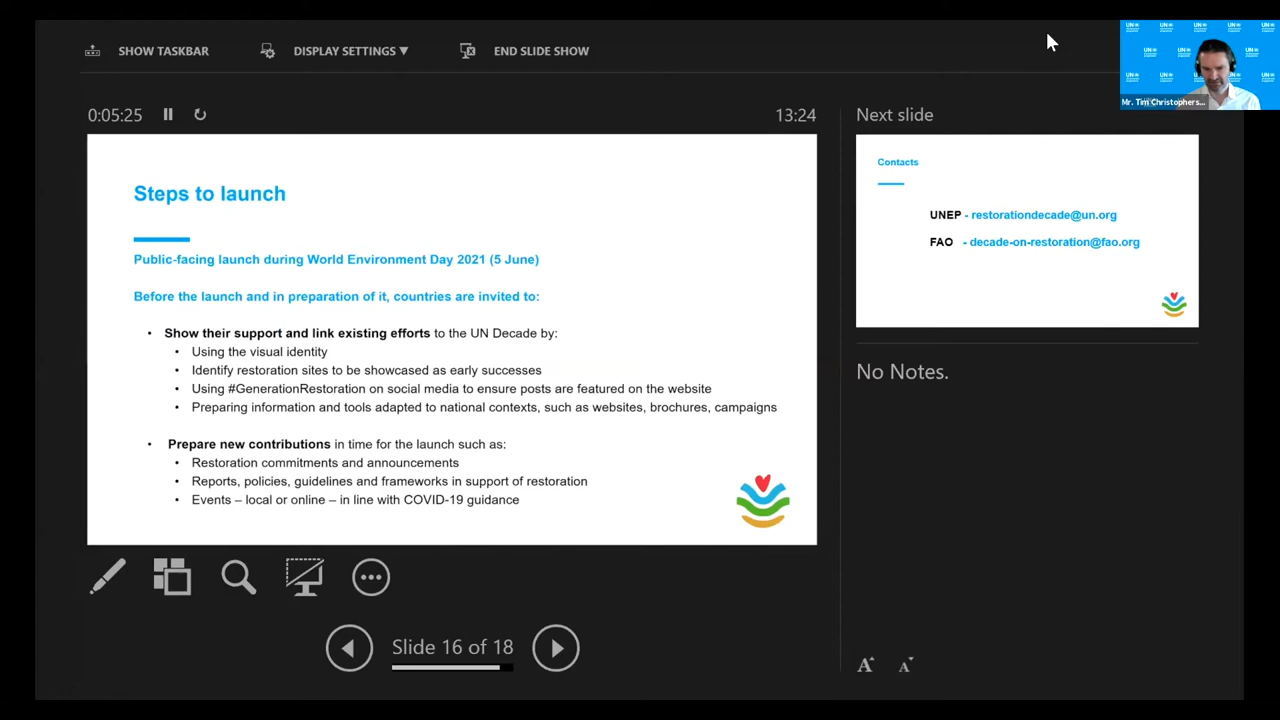 SHOW TASKBAR
DISPLAY SETTINGS ▼
END SLIDE SHOW
Mr. Tim Christophers...
0:05:25
13:24
Steps to launch
Public-facing launch during World Environment Day 2021 (5 June)
Before the launch and in preparation of it, countries are invited to:
• Show their support and link existing efforts to the UN Decade by:
• Using the visual identity
• Identify restoration sites to be showcased as early successes
• Using #GenerationRestoration on social media to ensure posts are featured on the website
• Preparing information and tools adapted to national contexts, such as websites, brochures, campaigns
• Prepare new contributions in time for the launch such as:
• Restoration commitments and announcements
• Reports, policies, guidelines and frameworks in support of restoration
• Events – local or online – in line with COVID-19 guidance
Slide 16 of 18
Next slide
Contacts
UNEP - restorationdecade@un.org
FAO - decade-on-restoration@fao.org
No Notes.
A A